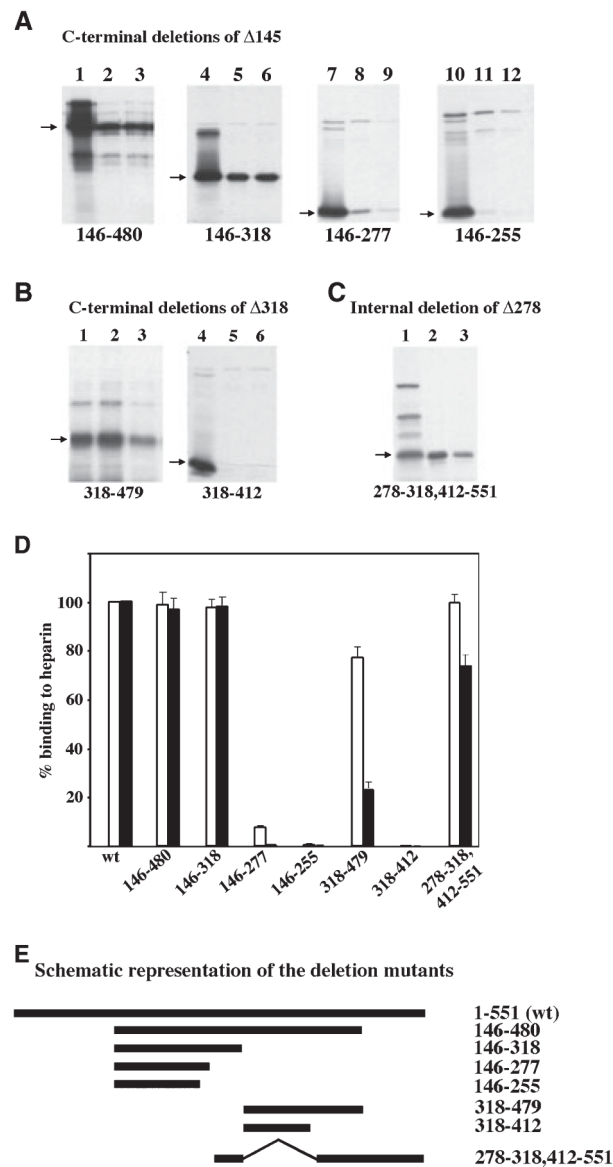 A
C-terminal deletions of Δ145
1 2 3 4 5 6 7 8 9 10 11 12
146-480 146-318 146-277 146-255
B C
C-terminal deletions of Δ318 Internal deletion of Δ278
1 2 3 4 5 6 1 2 3
318-479 318-412 278-318,412-551
D
% binding to heparin
100
80
60
40
20
wt 146-480 146-318 146-277 146-255 318-479 318-412 278-318, 412-551
E
Schematic representation of the deletion mutants
1-551 (wt)
146-480
146-318
146-277
146-255
318-479
318-412
278-318,412-551